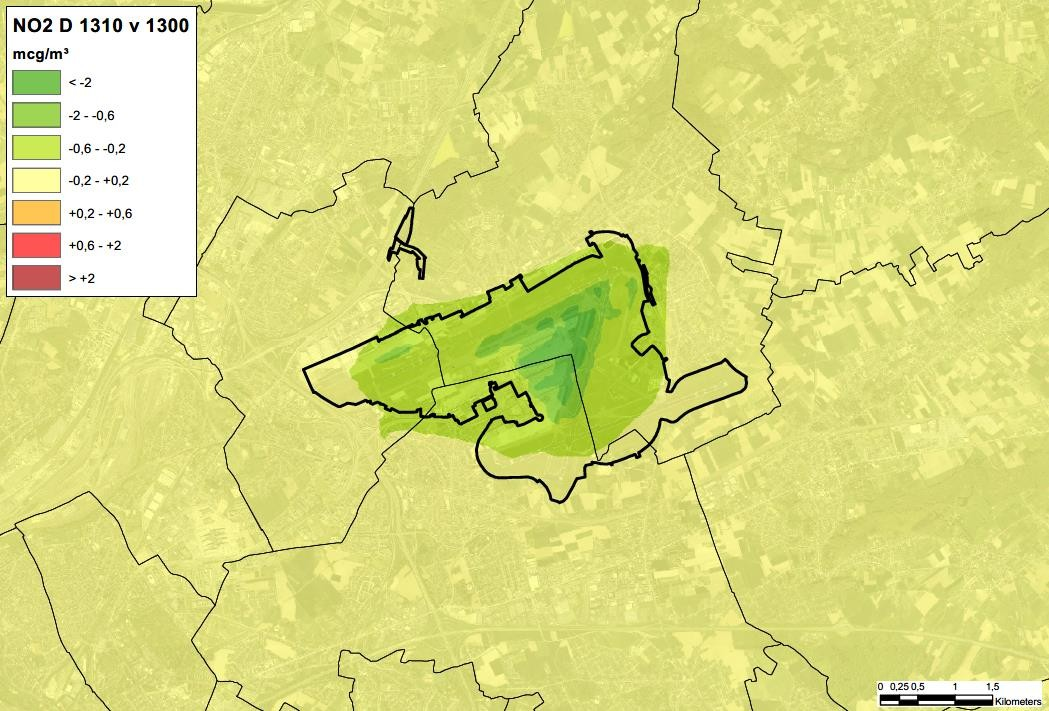 NO2 D 1310 v 1300
mcg/m³
< -2
-2 - -0,6
-0,6 - -0,2
-0,2 - +0,2
+0,2 - +0,6
+0,6 - +2
> +2
0 0,25 0,5 1 1,5
Kilometers